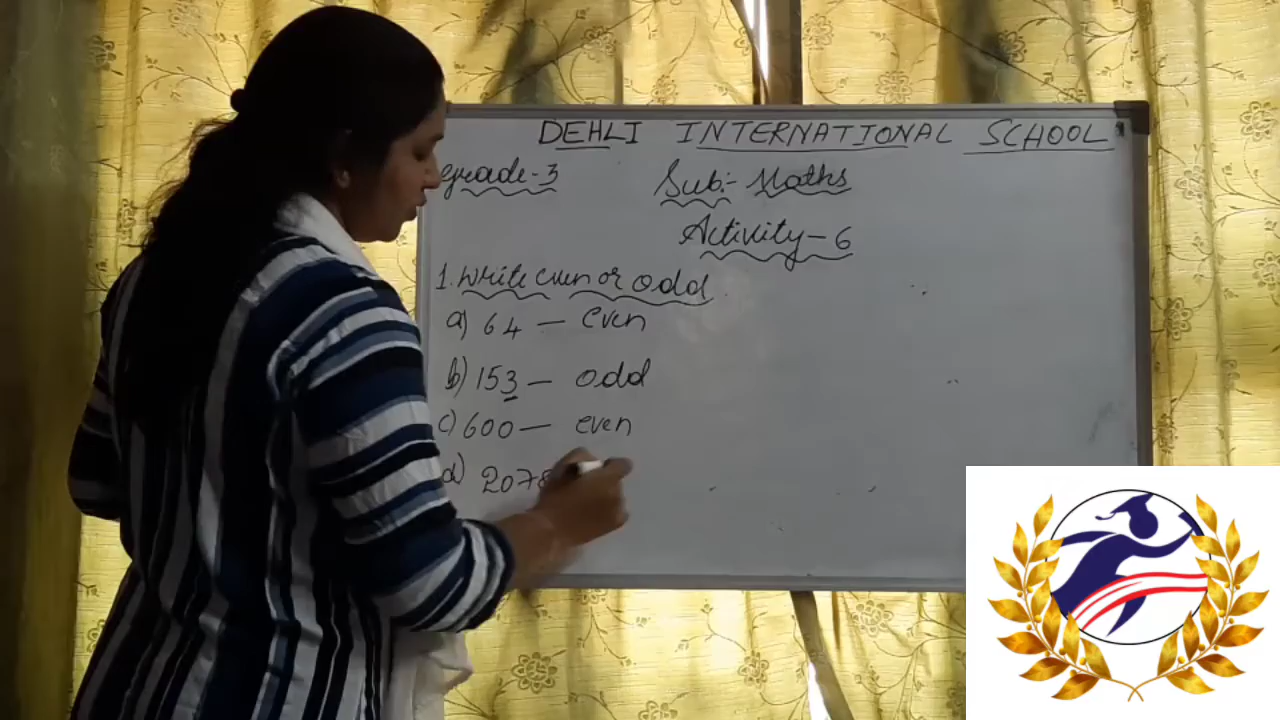 DEHLI INTERNATIONAL SCHOOL
grade-3 Sub:- Maths
Activity-6
1. Write even or odd
a) 64 — even
b) 153 — odd
c) 600 — even
d) 2078